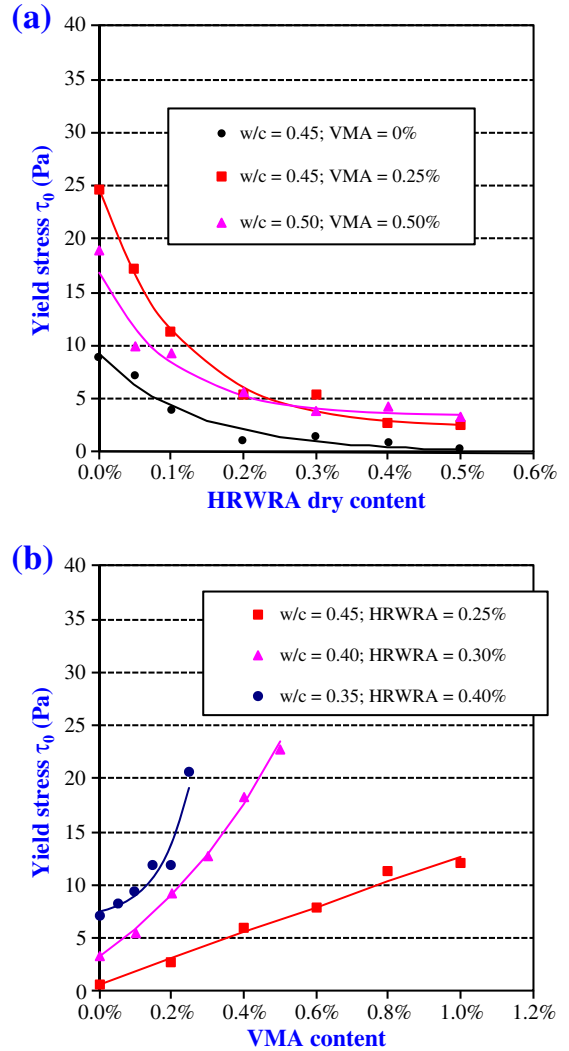 (a)
40
35
30
25
20
15
10
5
0
Yield stress τ0 (Pa)
w/c = 0.45; VMA = 0%
w/c = 0.45; VMA = 0.25%
w/c = 0.50; VMA = 0.50%
0.0% 0.1% 0.2% 0.3% 0.4% 0.5% 0.6%
HRWRA dry content
(b)
40
35
30
25
20
15
10
5
0
Yield stress τ0 (Pa)
w/c = 0.45; HRWRA = 0.25%
w/c = 0.40; HRWRA = 0.30%
w/c = 0.35; HRWRA = 0.40%
0.0% 0.2% 0.4% 0.6% 0.8% 1.0% 1.2%
VMA content